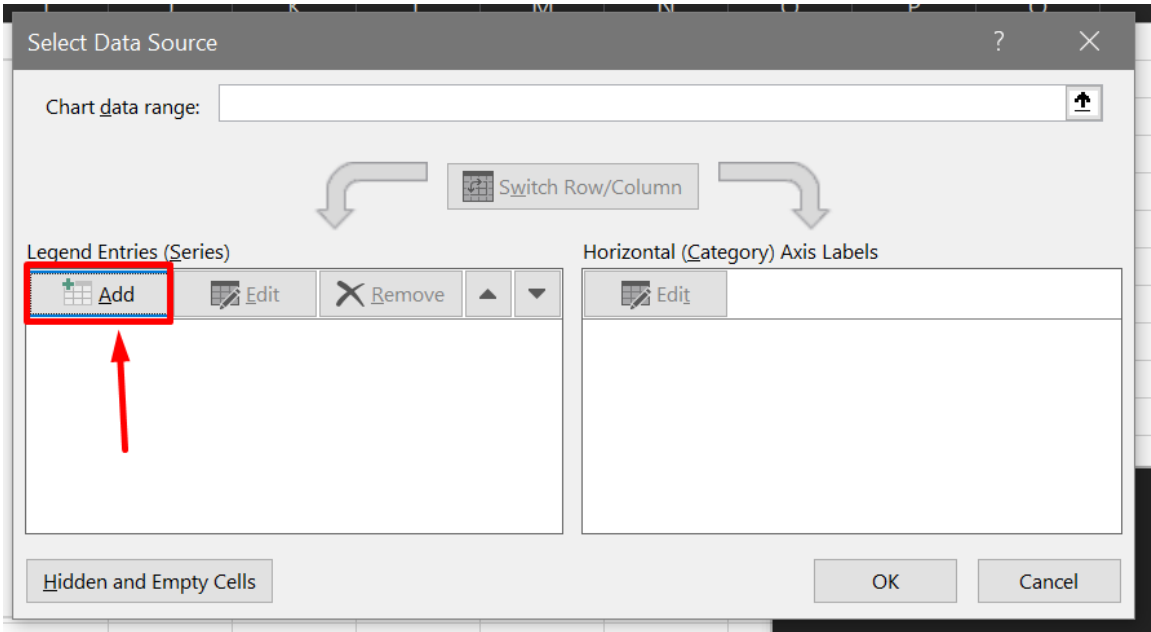 M N O P Q
Select Data Source ?
Chart data range:
Switch Row/Column
Legend Entries (Series) Horizontal (Category) Axis Labels
Add Edit Remove Edit
Hidden and Empty Cells OK Cancel